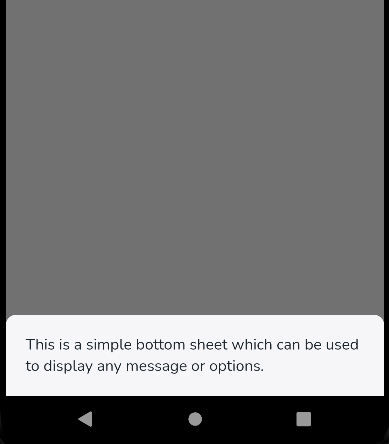 This is a simple bottom sheet which can be used
to display any message or options.